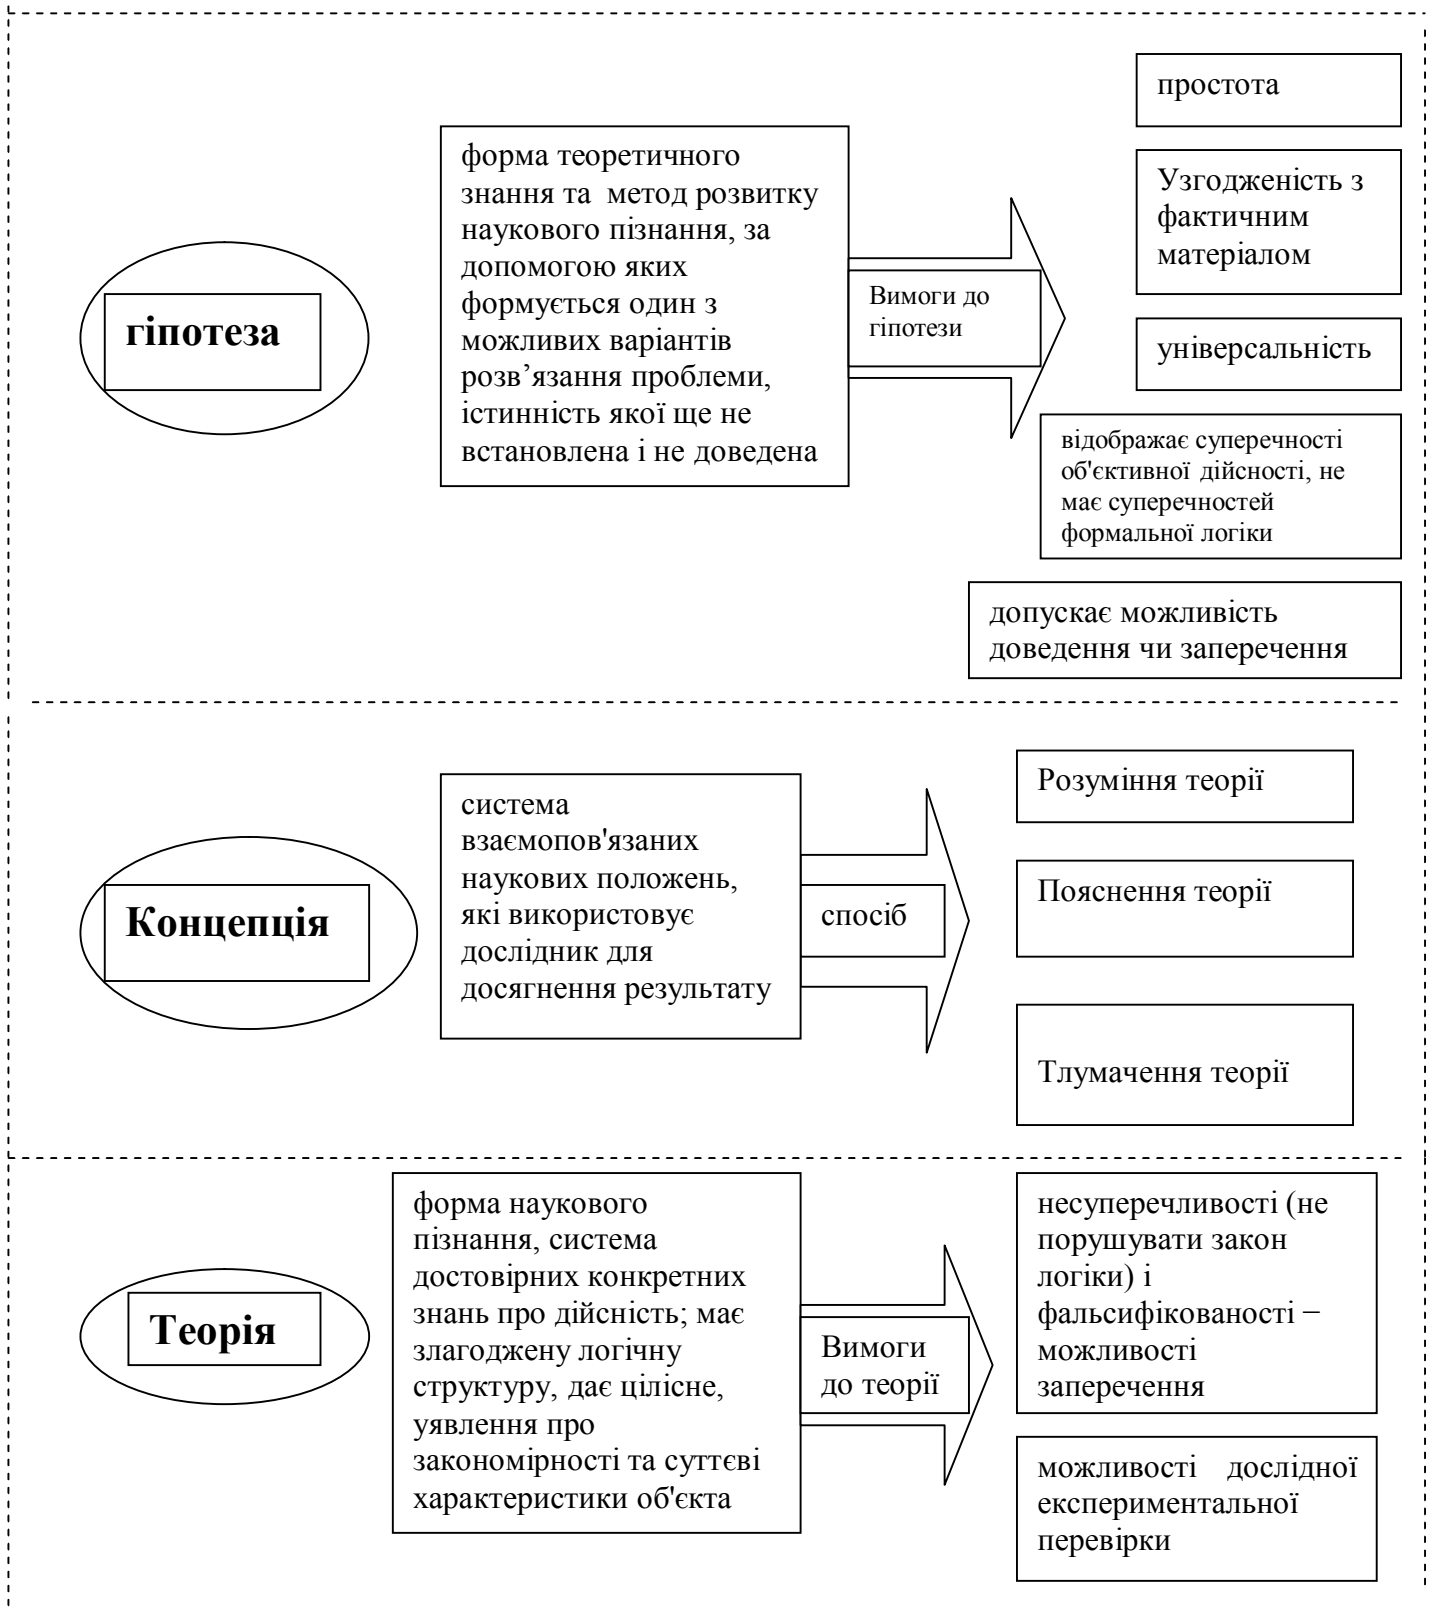 гіпотеза
форма теоретичного
знання та метод розвитку
наукового пізнання, за
допомогою яких
формується один з
можливих варіантів
розв’язання проблеми,
істинність якої ще не
встановлена і не доведена
Вимоги до
гіпотези
простота
Узгодженість з
фактичним
матеріалом
універсальність
відображає суперечності
об'єктивної дійсності, не
має суперечностей
формальної логіки
допускає можливість
доведення чи заперечення
Концепція
система
взаємопов'язаних
наукових положень,
які використовує
дослідник для
досягнення результату
спосіб
Розуміння теорії
Пояснення теорії
Тлумачення теорії
Теорія
форма наукового
пізнання, система
достовірних конкретних
знань про дійсність; має
злагоджену логічну
структуру, дає цілісне,
уявлення про
закономірності та суттєві
характеристики об'єкта
Вимоги
до теорії
несуперечливості (не
порушувати закон
логіки) і
фальсифікованості −
можливості
заперечення
можливості дослідної
експериментальної
перевірки